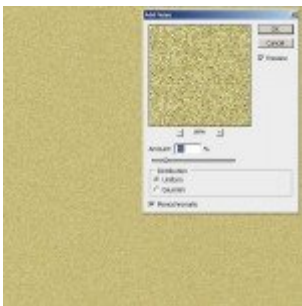 Add Noise
OK
Cancel
Preview
Amount: %
Distribution
Uniform
Gaussian
Monochromatic